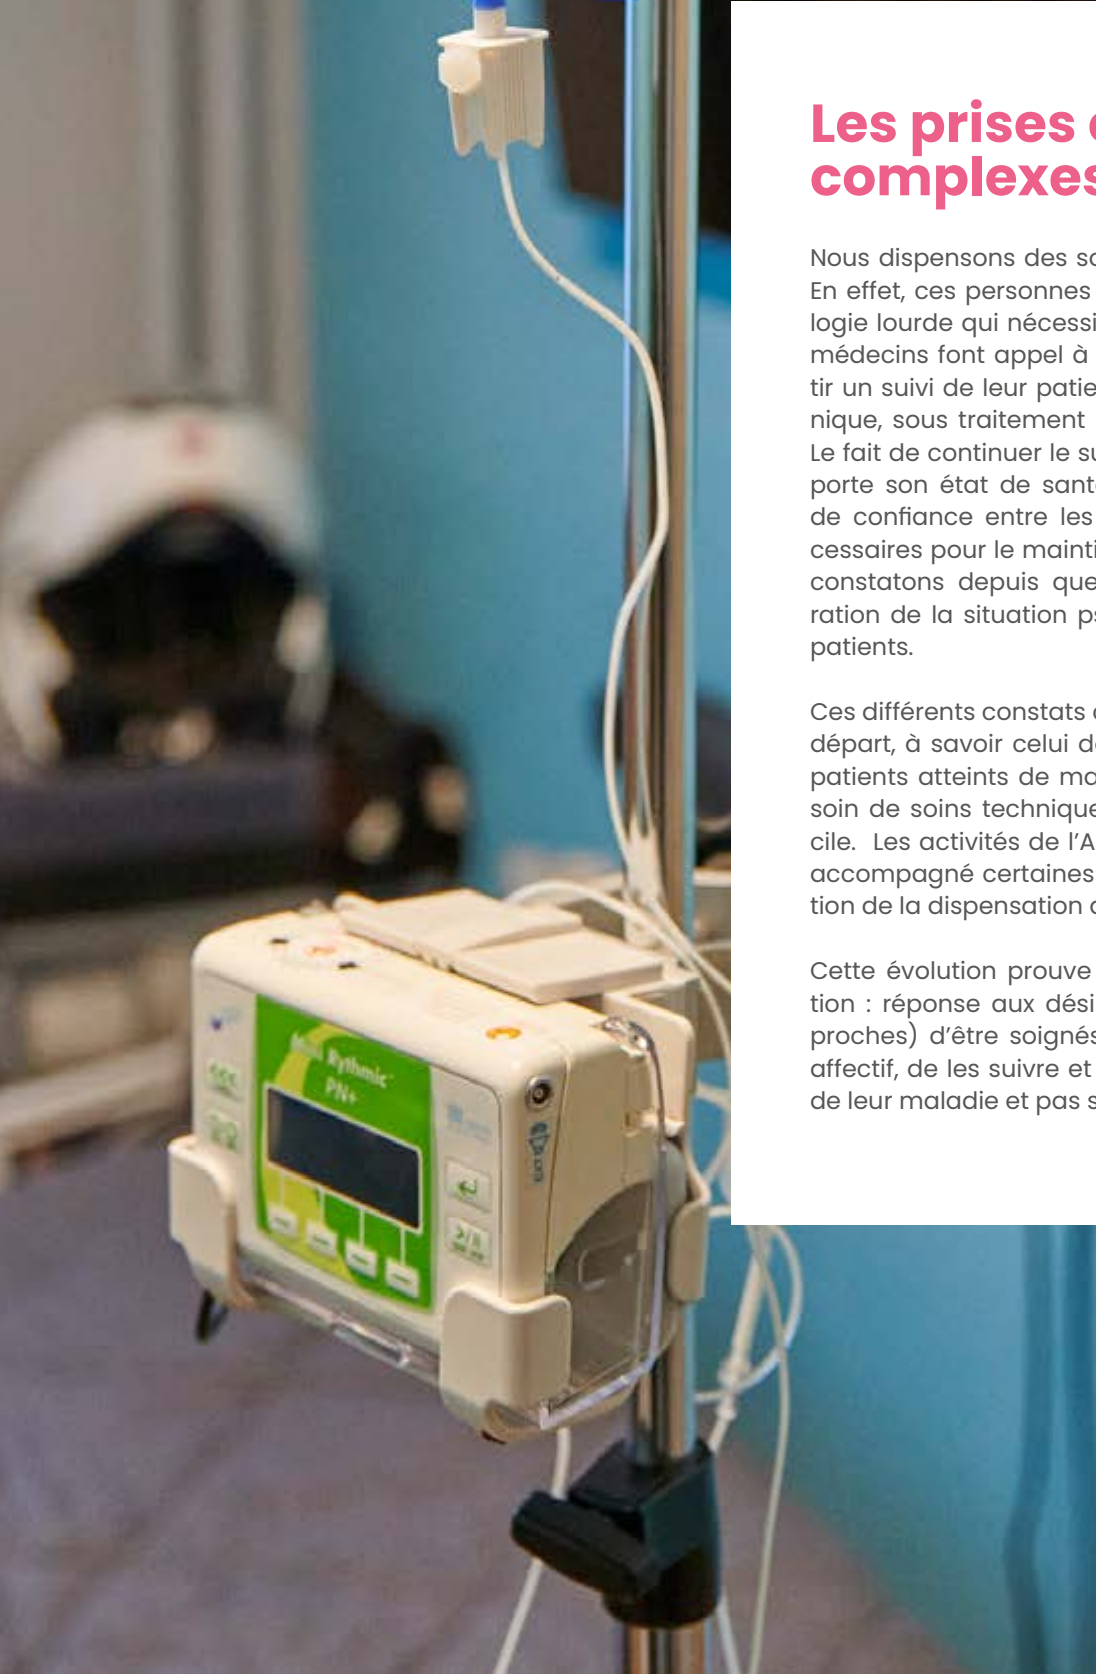 Mini Rythmic
PN+
Les prises
complexes
Nous dispensons des
En effet, ces personnes
logie lourde qui nécessi
médecins font appel à
tir un suivi de leur patie
nique, sous traitement
Le fait de continuer le su
porte son état de sant
de confiance entre les
cessaires pour le mainti
constatons depuis que
ration de la situation ps
patients.
Ces différents constats
départ, à savoir celui d
patients atteints de ma
soin de soins technique
cile. Les activités de l’A
accompagné certaines
tion de la dispensation
Cette évolution prouve
tion : réponse aux dési
proches) d’être soignés
affectif, de les suivre et
de leur maladie et pas s